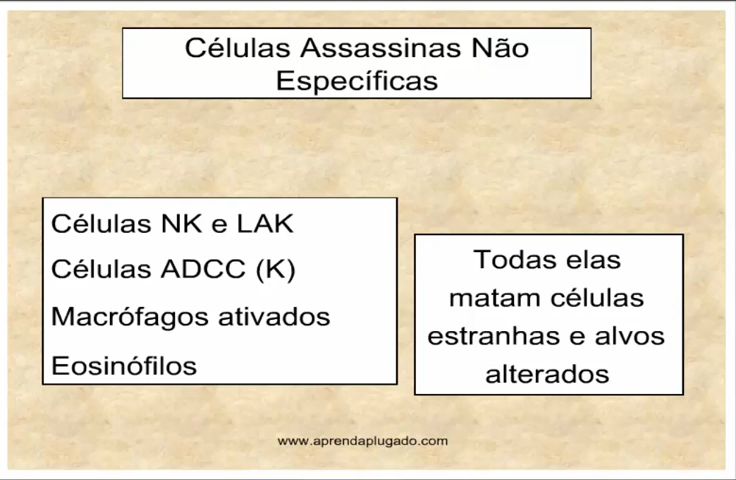 Células Assassinas Não
Específicas
Células NK e LAK
Células ADCC (K)
Macrófagos ativados
Eosinófilos
Todas elas
matam células
estranhas e alvos
alterados
www.aprendaplugado.com